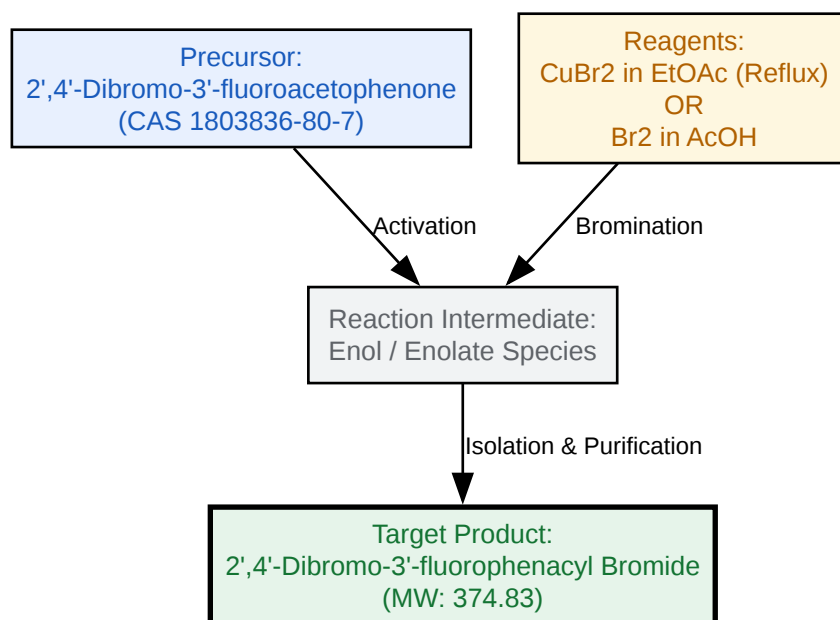 Precursor:
2',4'-Dibromo-3'-fluoroacetophenone
(CAS 1803836-80-7)
Reagents:
CuBr2 in EtOAc (Reflux)
OR
Br2 in AcOH
Activation
Bromination
Reaction Intermediate:
Enol / Enolate Species
Isolation & Purification
Target Product:
2',4'-Dibromo-3'-fluorophenacyl Bromide
(MW: 374.83)